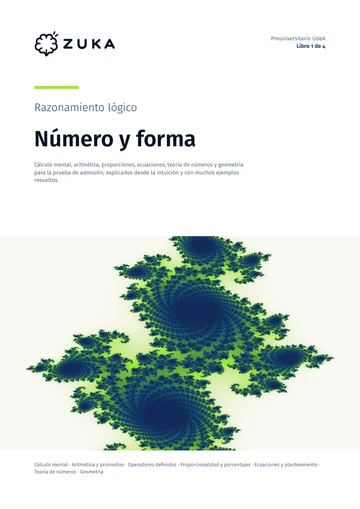 ZUKA
Preuniversitario UdeA
Libro 1 de 4
Razonamiento lógico
Número y forma
Cálculo mental, aritmética, proporciones, ecuaciones, teoría de números y geometría
para la prueba de admisión, explicados desde la intuición y con muchos ejemplos
resueltos.
Cálculo mental · Aritmética y promedios · Operadores definidos · Proporcionalidad y porcentajes · Ecuaciones y planteamiento ·
Teoría de números · Geometría